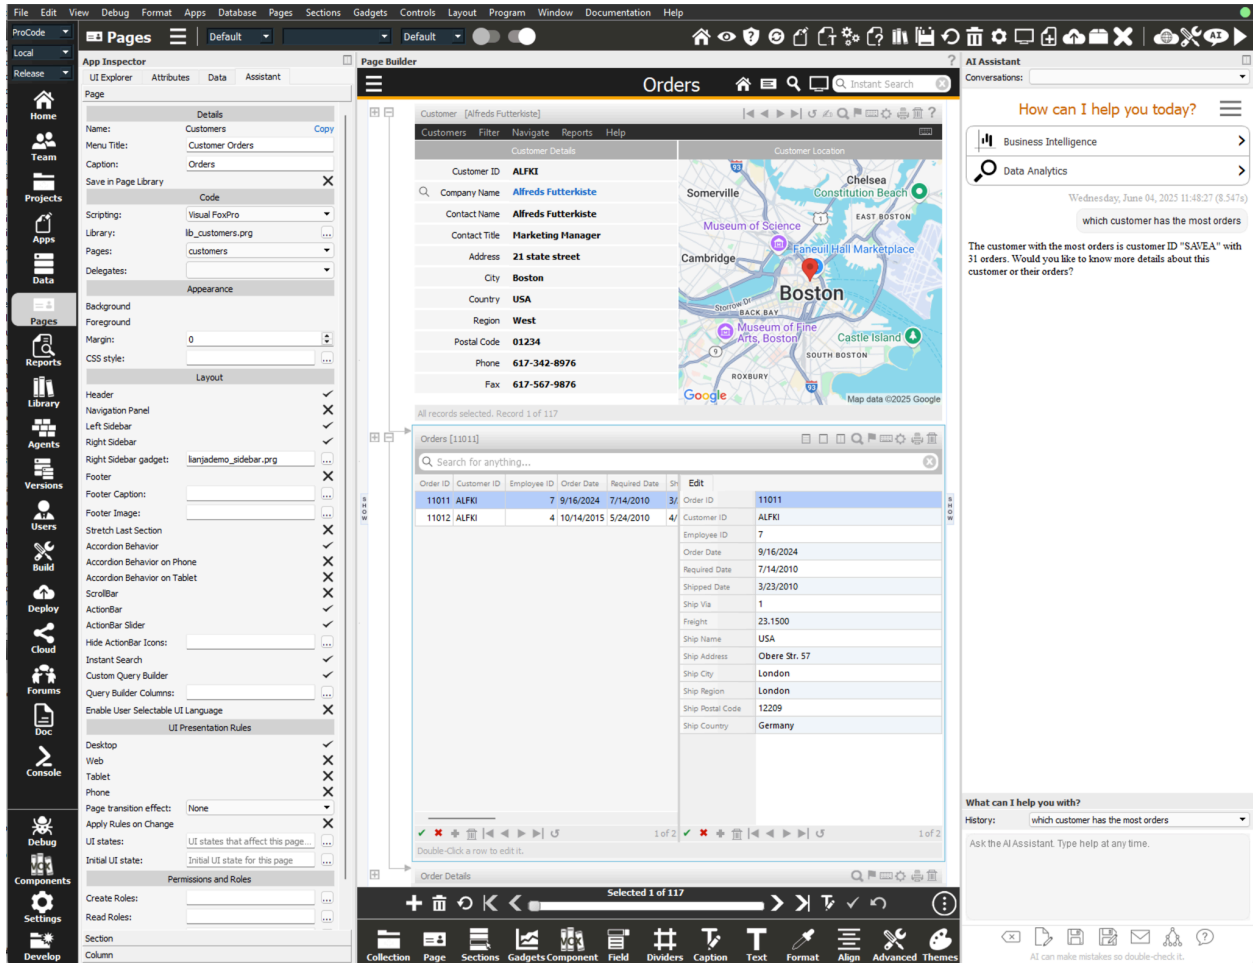 File Edit View Debug Format Apps Database Pages Sections Gadgets Controls Layout Program Window Documentation Help
ProCode
Local
Release
Pages
Default
Default
AI
Home
Team
Projects
Apps
Data
Pages
Reports
Library
Agents
Versions
Users
Build
Deploy
Cloud
Forums
Doc
Console
Debug
VCX
Components
Settings
Develop
App Inspector
UI Explorer Attributes Data Assistant
Page
Details
Name: Customers Copy
Menu Title: Customer Orders
Caption: Orders
Save in Page Library
Code
Scripting: Visual FoxPro
Library: lib_customers.prg ...
Pages: customers
Delegates:
Appearance
Background
Foreground
Margin: 0
CSS style: ...
Layout
Header
Navigation Panel
Left Sidebar
Right Sidebar
Right Sidebar gadget: lianjademo_sidebar.prg ...
Footer
Footer Caption: ...
Footer Image: ...
Stretch Last Section
Accordion Behavior
Accordion Behavior on Phone
Accordion Behavior on Tablet
ScrollBar
ActionBar
ActionBar Slider
Hide ActionBar Icons: ...
Instant Search
Custom Query Builder
Query Builder Columns: ...
Enable User Selectable UI Language
UI Presentation Rules
Desktop
Web
Tablet
Phone
Page transition effect: None
Apply Rules on Change
UI states: UI states that affect this page... ...
Initial UI state: Initial UI state for this page ...
Permissions and Roles
Create Roles: ...
Read Roles: ...
Section
Column
Page Builder ?
Orders
Instant Search
Customer [Alfreds Futterkiste] ?
Customers Filter Navigate Reports Help
Customer Details Customer Location
Customer ID ALFKI
Company Name Alfreds Futterkiste
Contact Name Alfreds Futterkiste
Contact Title Marketing Manager
Address 21 state street
City Boston
Country USA
Region West
Postal Code 01234
Phone 617-342-8976
Fax 617-567-9876
93
Chelsea
Somerville
Constitution Beach
1
EAST BOSTON
Museum of Science
Faneuil Hall Marketplace
Cambridge
Boston
Storrow Dr
BACK BAY
Museum of Fine Arts, Boston
Castle Island
9
SOUTH BOSTON
ROXBURY
93
Google
Map data ©2025 Google
All records selected. Record 1 of 117
Orders [11011]
Search for anything...
Order ID Customer ID Employee ID Order Date Required Date Sh
11011 ALFKI 7 9/16/2024 7/14/2010 3/
11012 ALFKI 4 10/14/2015 5/24/2010 4/
SHOW
SHOW
Edit
Order ID 11011
Customer ID ALFKI
Employee ID 7
Order Date 9/16/2024
Required Date 7/14/2010
Shipped Date 3/23/2010
Ship Via 1
Freight 23.1500
Ship Name USA
Ship Address Obere Str. 57
Ship City London
Ship Region London
Ship Postal Code 12209
Ship Country Germany
1 of 2
1 of 2
Double-Click a row to edit it.
Order Details
Selected 1 of 117
Collection Page Sections Gadgets Component Field Dividers Caption Text Format Align Advanced Themes
VCX
AI Assistant
Conversations:
How can I help you today?
Business Intelligence
Data Analytics
Wednesday, June 04, 2025 11:48:27 (8.547s)
which customer has the most orders
The customer with the most orders is customer ID "SAVEA" with
31 orders. Would you like to know more details about this
customer or their orders?
What can I help you with?
History: which customer has the most orders
Ask the AI Assistant. Type help at any time.
AI can make mistakes so double-check it.